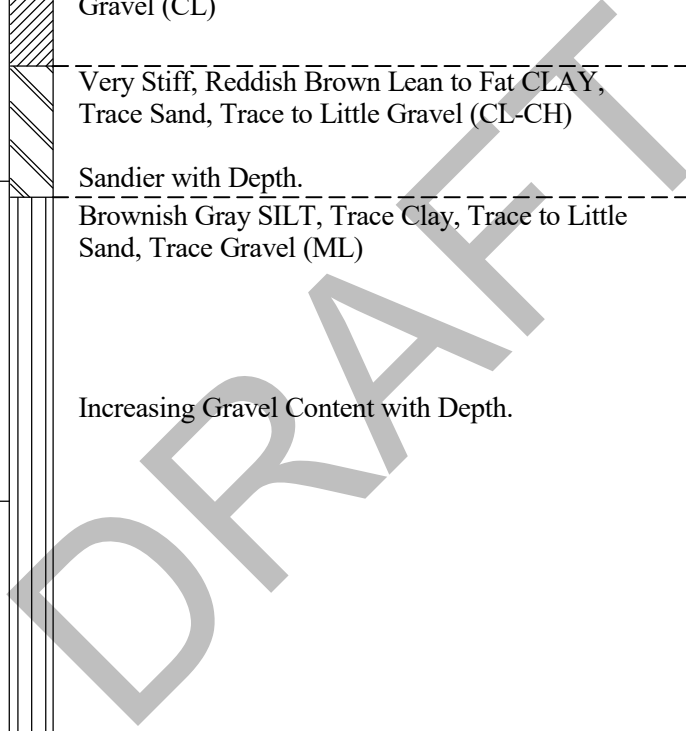 Gravel (CL)
Very Stiff, Reddish Brown Lean to Fat CLAY,
Trace Sand, Trace to Little Gravel (CL-CH)
Sandier with Depth.
Brownish Gray SILT, Trace Clay, Trace to Little
Sand, Trace Gravel (ML)
Increasing Gravel Content with Depth.
DRAFT